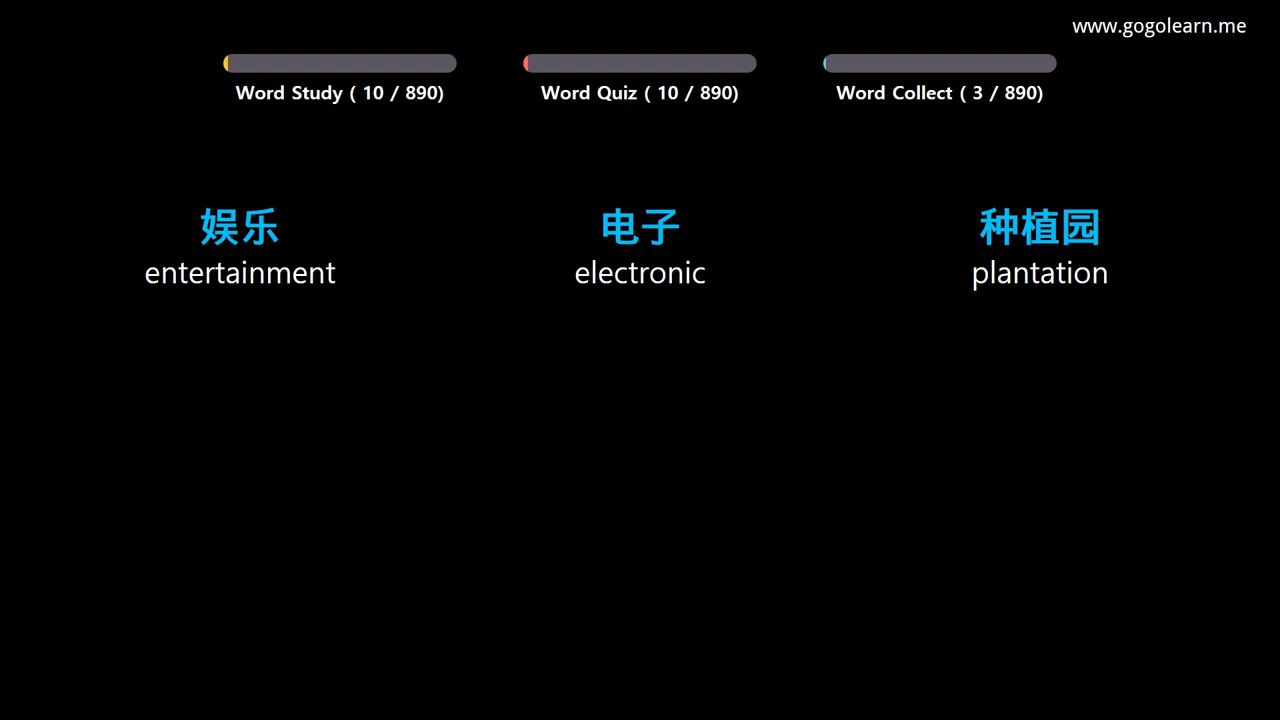 www.gogolearn.me
Word Study ( 10 / 890)
Word Quiz ( 10 / 890)
Word Collect ( 3 / 890)
娱乐
entertainment
电子
electronic
种植园
plantation